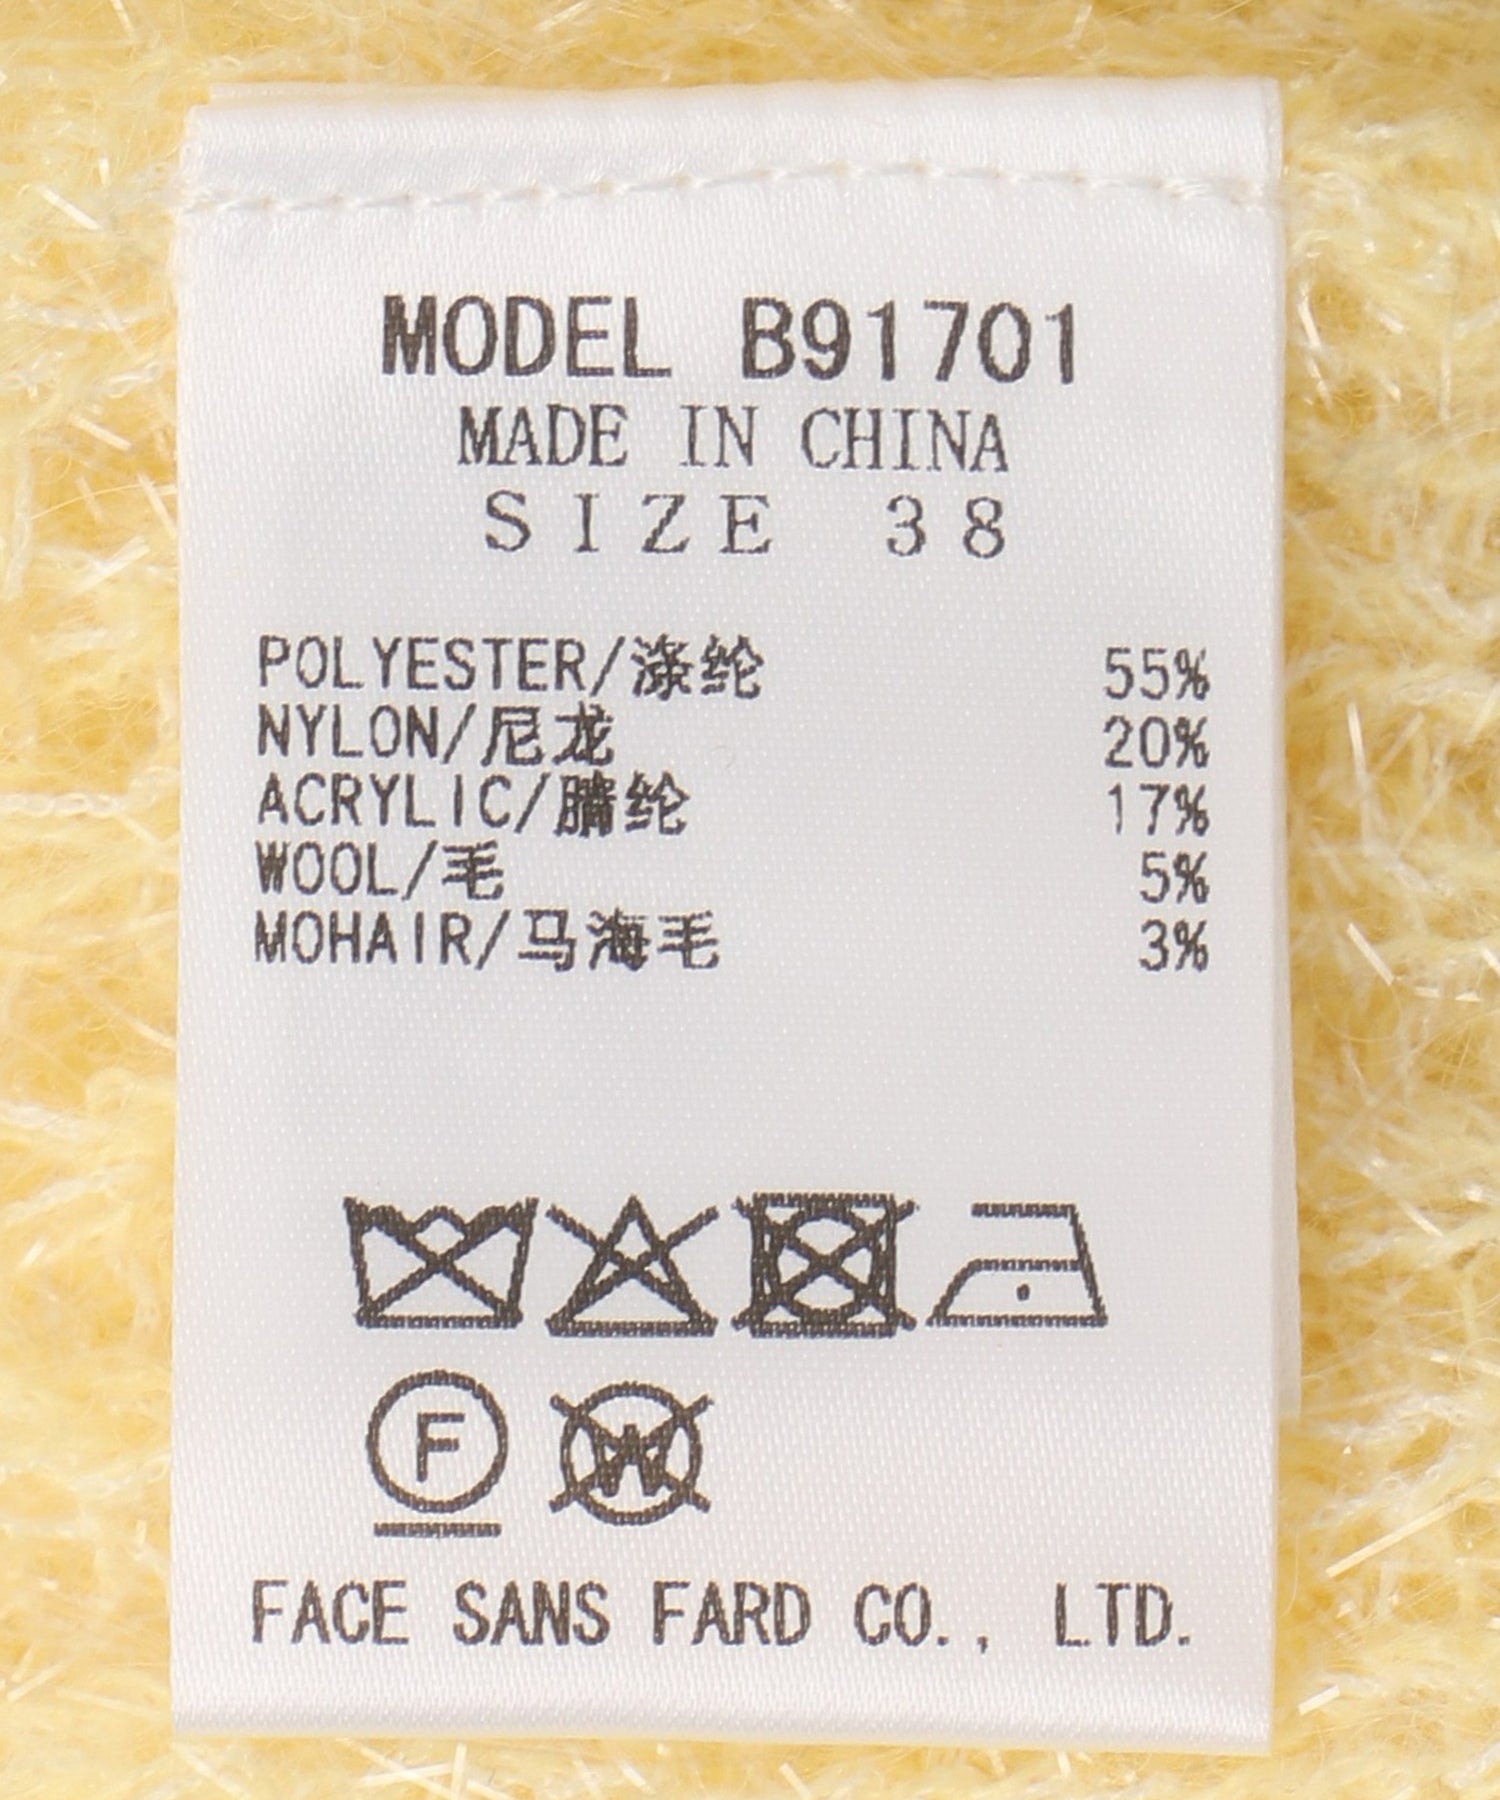 MODEL B91701
MADE IN CHINA
SIZE 38
POLYESTER/涤纶 55%
NYLON/尼龙 20%
ACRYLIC/腈纶 17%
WOOL/毛 5%
MOHAIR/马海毛 3%
F W
FACE SANS FARD CO., LTD.